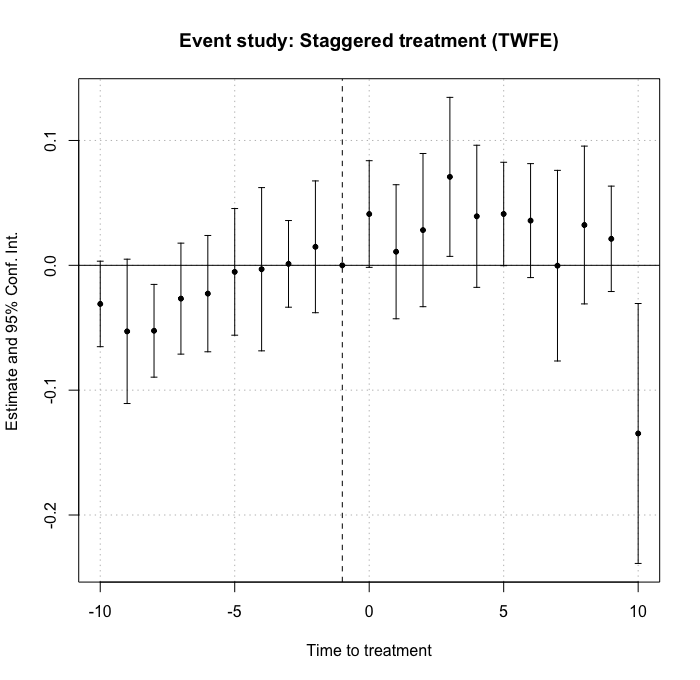 Event study: Staggered treatment (TWFE)
Estimate and 95% Conf. Int.
0.1
0.0
-0.1
-0.2
-10 -5 0 5 10
Time to treatment